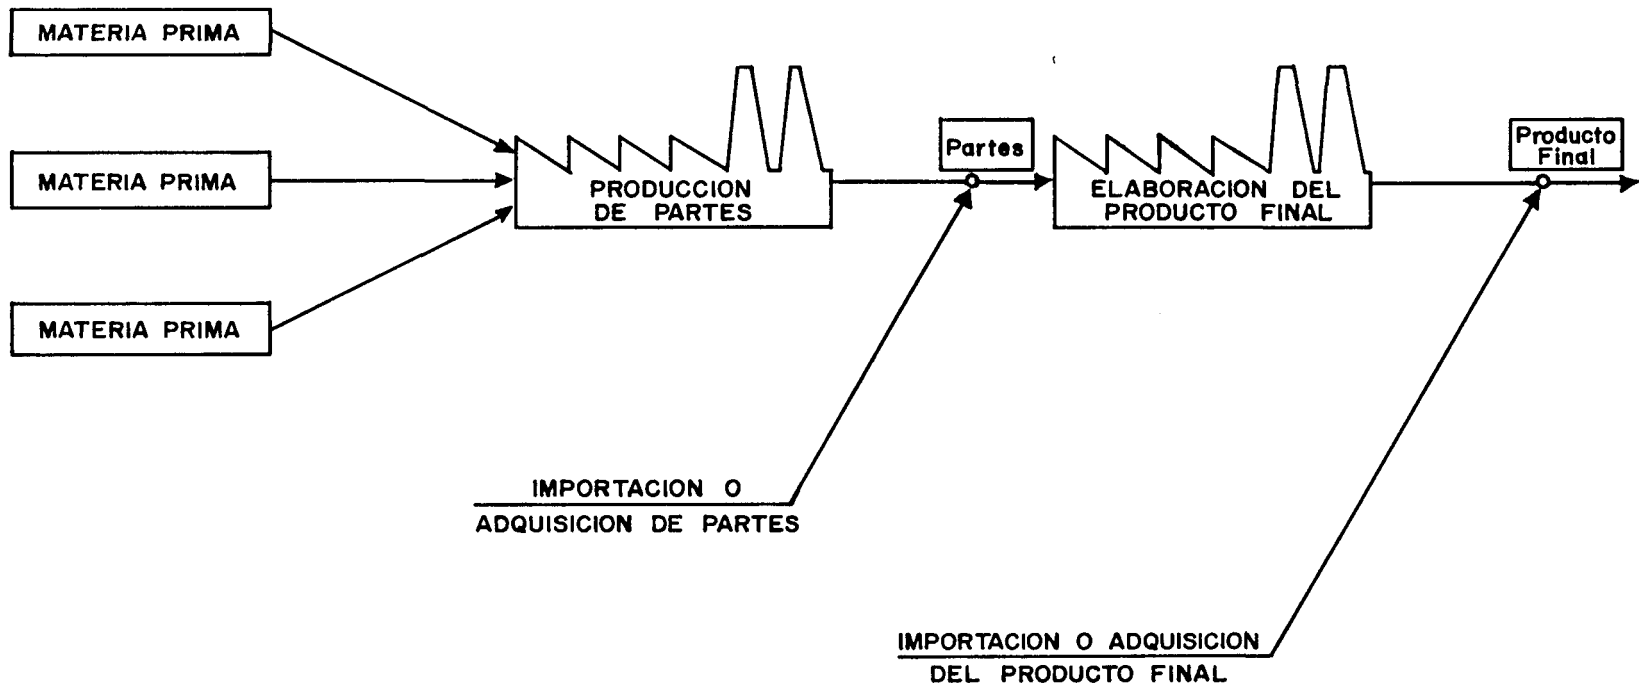 MATERIA PRIMA
MATERIA PRIMA
MATERIA PRIMA
PRODUCCION
DE PARTES
Partes
ELABORACION DEL
PRODUCTO FINAL
Producto
Final
IMPORTACION O
ADQUISICION DE PARTES
IMPORTACION O ADQUISICION
DEL PRODUCTO FINAL